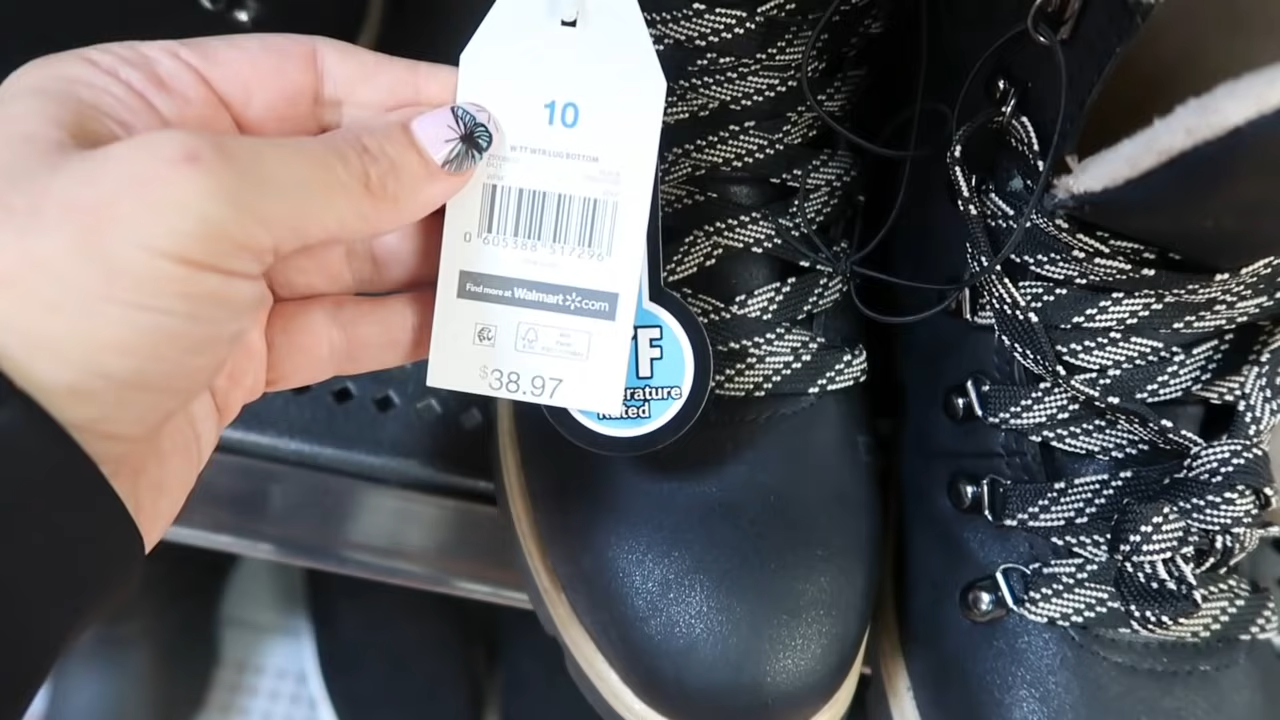 10
W TT WTR LUG BOTTOM
0 605388 517296
Find more at Walmart com
$38.97
F
erature
Rated